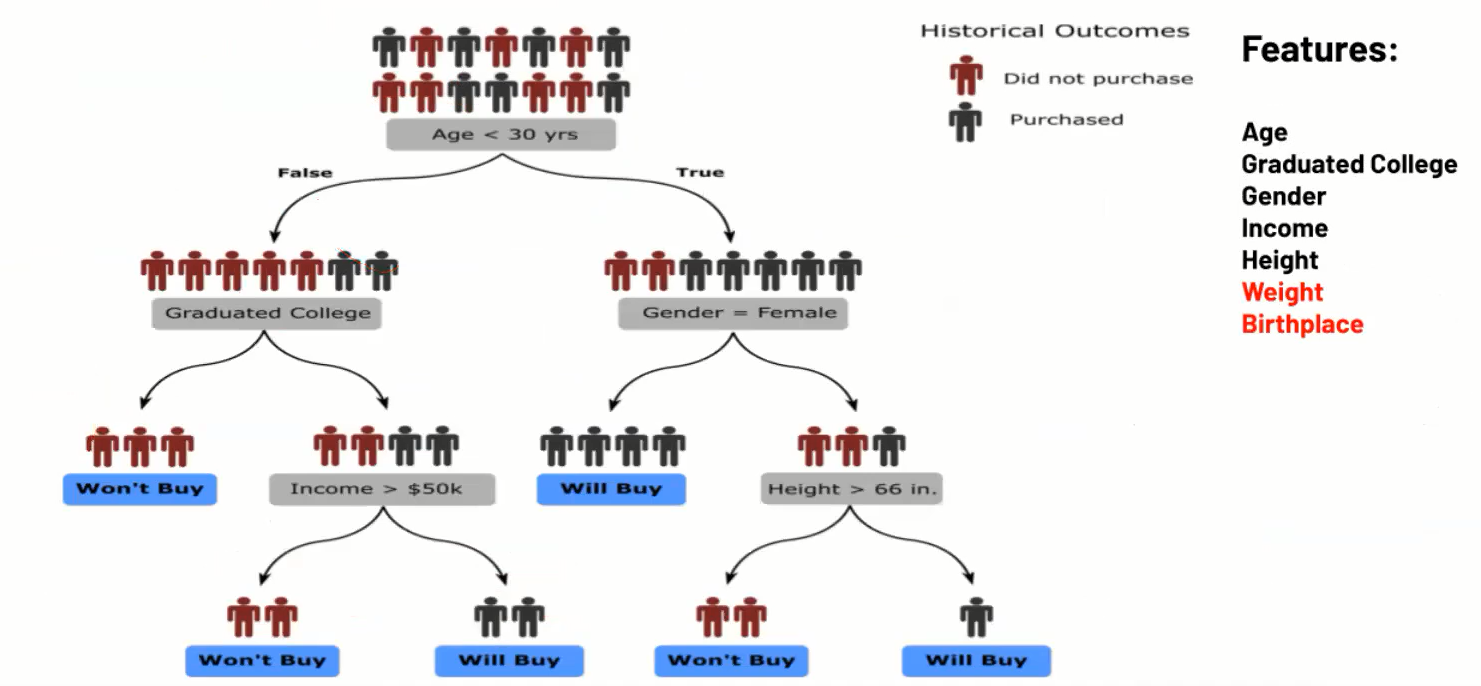 Historical Outcomes
Did not purchase
Purchased
Features:
Age
Graduated College
Gender
Income
Height
Weight
Birthplace
Age < 30 yrs
False
True
Graduated College
Gender = Female
Won't Buy
Income > $50k
Will Buy
Height > 66 in.
Won't Buy
Will Buy
Won't Buy
Will Buy